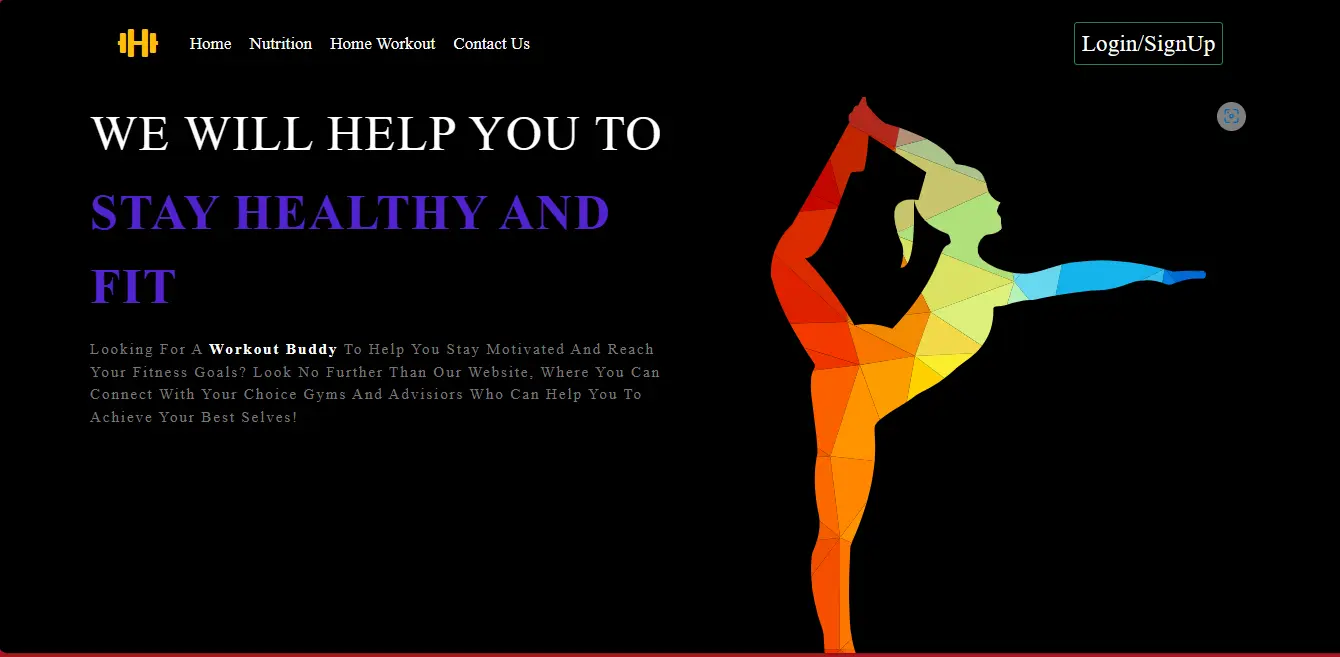 Home Nutrition Home Workout Contact Us Login/SignUp
WE WILL HELP YOU TO
STAY HEALTHY AND
FIT
Looking For A Workout Buddy To Help You Stay Motivated And Reach
Your Fitness Goals? Look No Further Than Our Website, Where You Can
Connect With Your Choice Gyms And Advisiors Who Can Help You To
Achieve Your Best Selves!